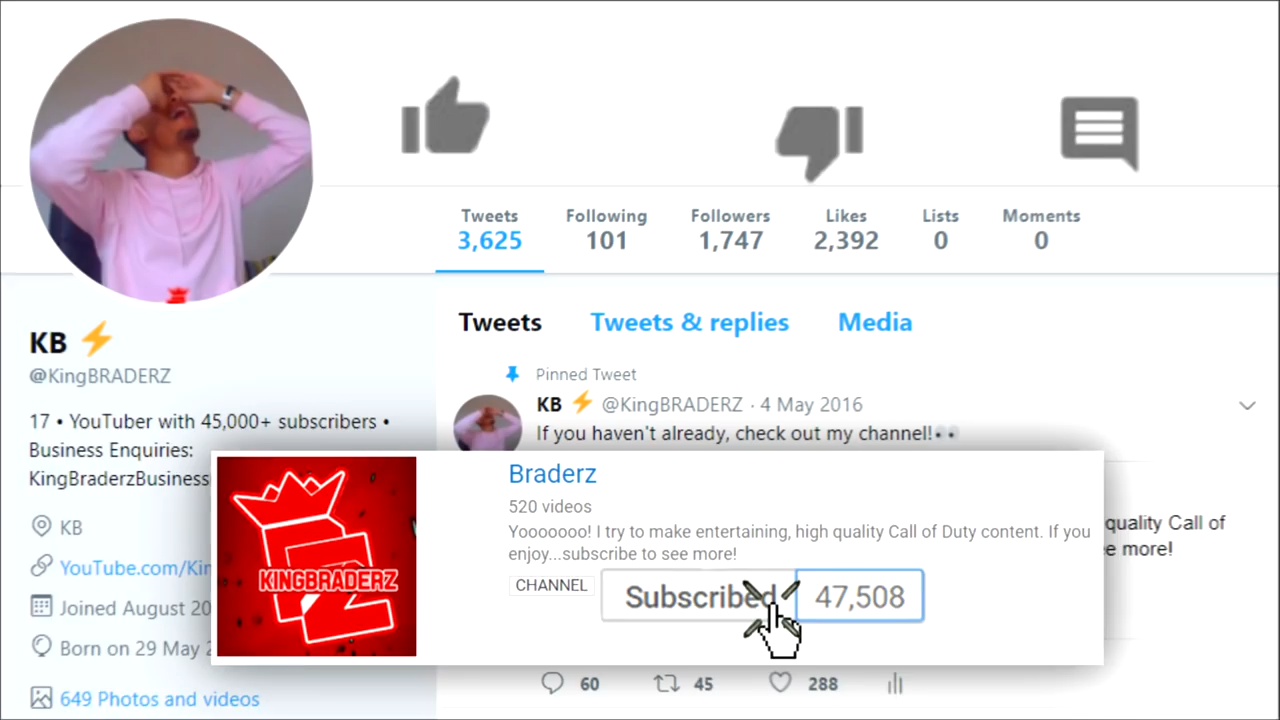 Tweets Following Followers Likes Lists Moments
3,625 101 1,747 2,392 0 0
KB ⚡
@KingBRADERZ
17 • YouTuber with 45,000+ subscribers •
Business Enquiries:
KingBraderzBusiness
KB
YouTube.com/Kin
Joined August 20
Born on 29 May 2
649 Photos and videos
Tweets Tweets & replies Media
Pinned Tweet
KB ⚡ @KingBRADERZ · 4 May 2016
If you haven't already, check out my channel!👀
quality Call of
e more!
KINGBRADERZ
Braderz
520 videos
Yooooooo! I try to make entertaining, high quality Call of Duty content. If you
enjoy...subscribe to see more!
CHANNEL Subscribed 47,508
60 45 288